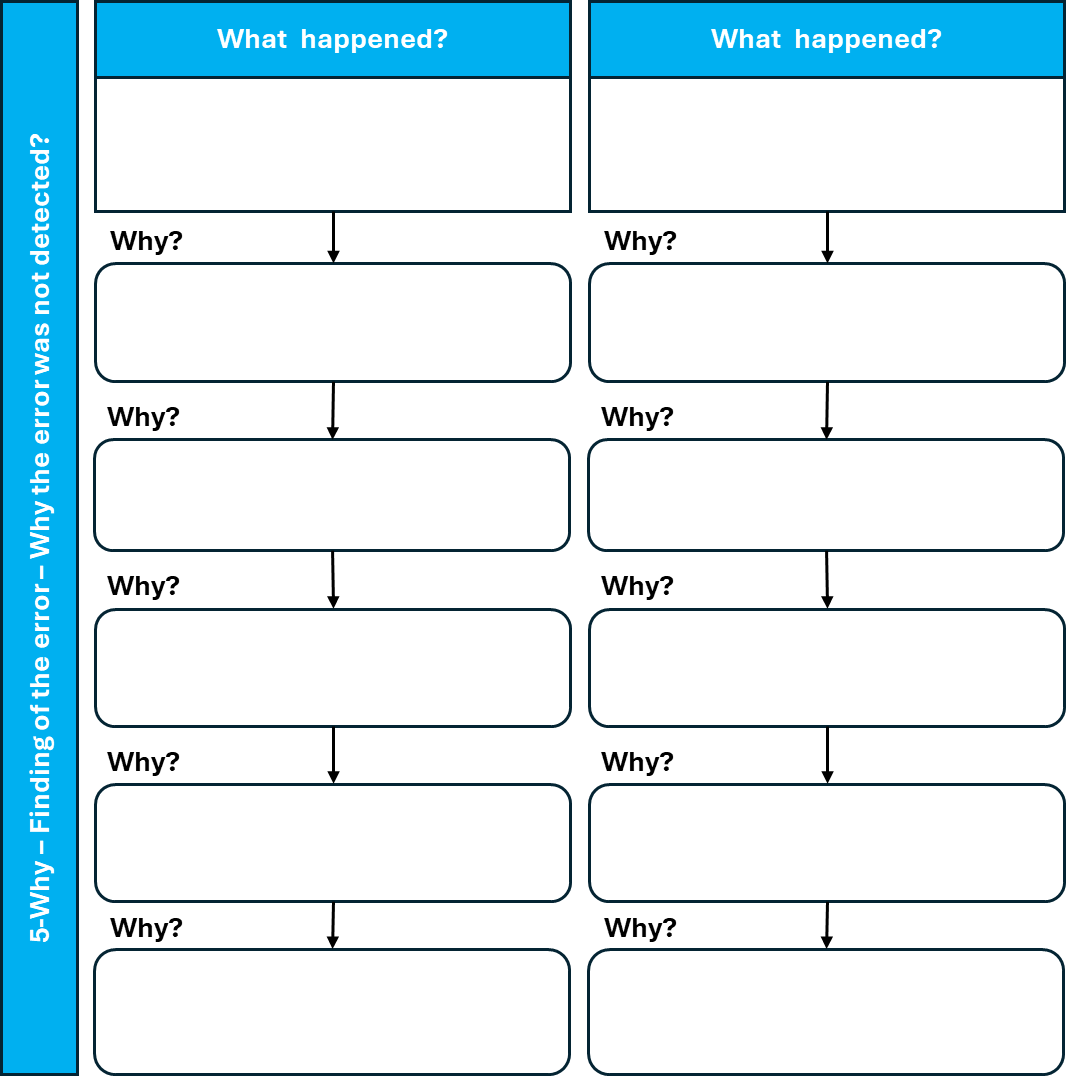 5-Why – Finding of the error – Why the error was not detected?
What happened?
Why?
Why?
Why?
Why?
Why?
What happened?
Why?
Why?
Why?
Why?
Why?